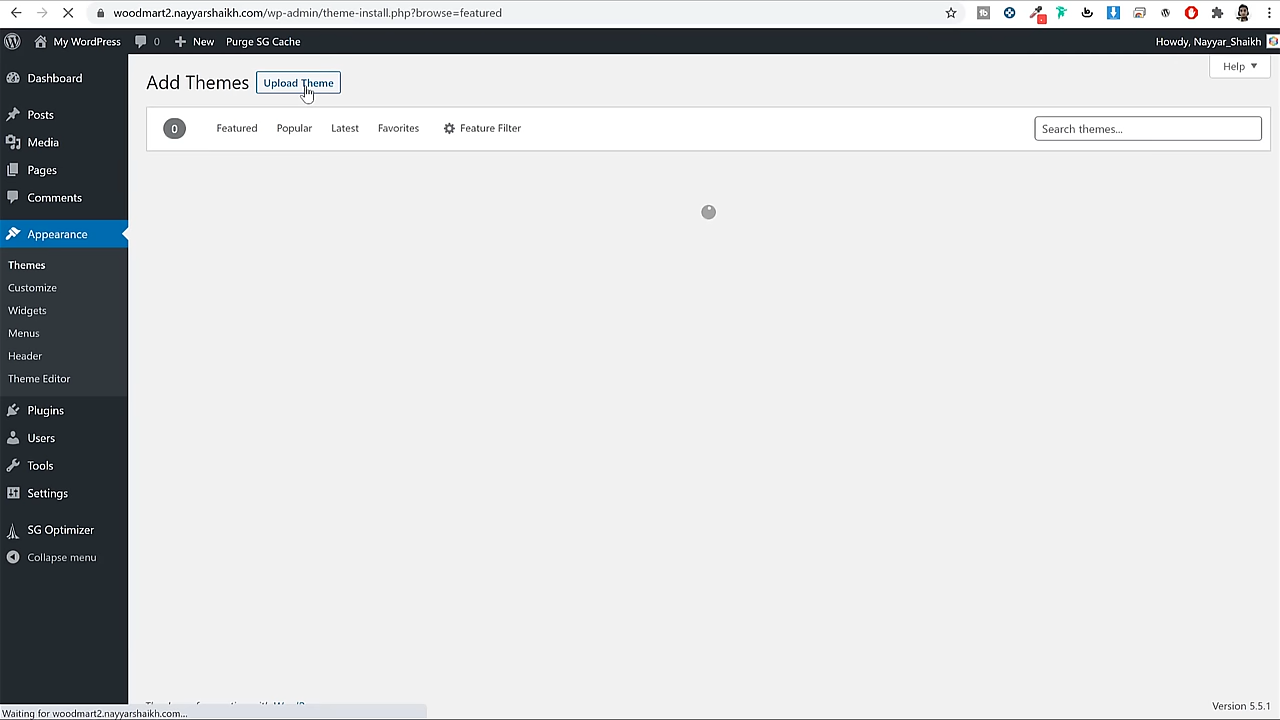 woodmart2.nayyarshaikh.com/wp-admin/theme-install.php?browse=featured
My WordPress 0 New Purge SG Cache Howdy, Nayyar_Shaikh
Help
Add Themes Upload Theme
0 Featured Popular Latest Favorites Feature Filter Search themes...
Dashboard
Posts
Media
Pages
Comments
Appearance
Themes
Customize
Widgets
Menus
Header
Theme Editor
Plugins
Users
Tools
Settings
SG Optimizer
Collapse menu
Version 5.5.1
Waiting for woodmart2.nayyarshaikh.com...